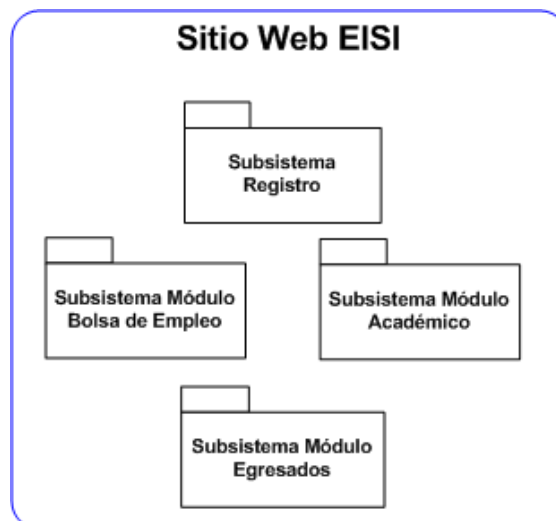 Sitio Web EISI
Subsistema
Registro
Subsistema Módulo
Bolsa de Empleo
Subsistema Módulo
Académico
Subsistema Módulo
Egresados